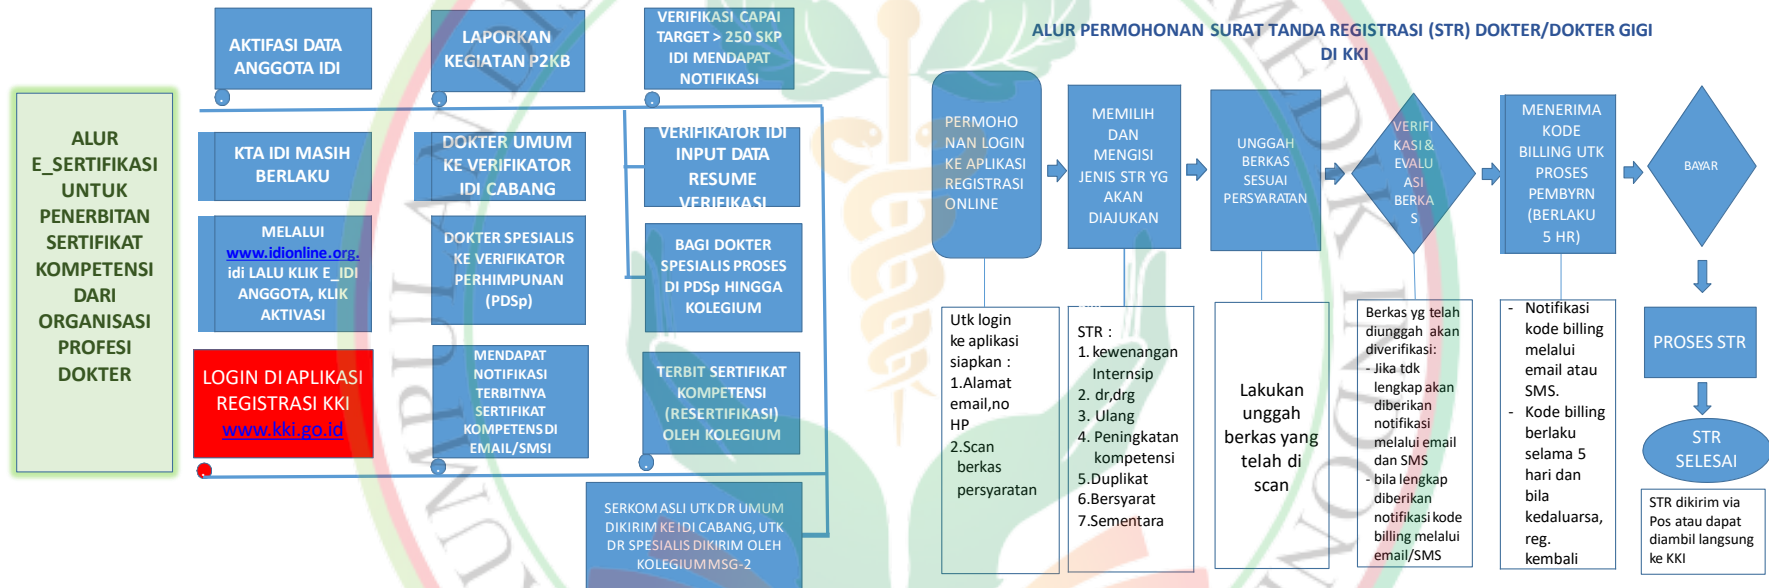 ALUR
E_SERTIFIKASI
UNTUK
PENERBITAN
SERTIFIKAT
KOMPETENSI
DARI
ORGANISASI
PROFESI
DOKTER
AKTIFASI DATA
ANGGOTA IDI
LAPORKAN
KEGIATAN P2KB
VERIFIKASI CAPAI
TARGET > 250 SKP
IDI MENDAPAT
NOTIFIKASI
KTA IDI MASIH
BERLAKU
DOKTER UMUM
KE VERIFIKATOR
IDI CABANG
VERIFIKATOR IDI
INPUT DATA
RESUME
VERIFIKASI
MELALUI
www.idionline.org.
idi LALU KLIK E_IDI
ANGGOTA, KLIK
AKTIVASI
DOKTER SPESIALIS
KE VERIFIKATOR
PERHIMPUNAN
(PDSp)
BAGI DOKTER
SPESIALIS PROSES
DI PDSp HINGGA
KOLEGIUM
LOGIN DI APLIKASI
REGISTRASI KKI
www.kki.go.id
MENDAPAT
NOTIFIKASI
TERBITNYA
SERTIFIKAT
KOMPETENSDI
EMAIL/SMSI
TERBIT SERTIFIKAT
KOMPETENSI
(RESERTIFIKASI)
OLEH KOLEGIUM
SERKOM ASLI UTK DR UMUM
DIKIRIM KE IDI CABANG, UTK
DR SPESIALIS DIKIRIM OLEH
KOLEGIUMMSG-2
ALUR PERMOHONAN SURAT TANDA REGISTRASI (STR) DOKTER/DOKTER GIGI
DI KKI
PERMOHO
NAN LOGIN
KE APLIKASI
REGISTRASI
ONLINE
MEMILIH
DAN
MENGISI
JENIS STR YG
AKAN
DIAJUKAN
UNGGAH
BERKAS
SESUAI
PERSYARATAN
VERIFI
KASI &
EVALU
ASI
BERKA
S
MENERIMA
KODE
BILLING UTK
PROSES
PEMBYRN
(BERLAKU
5 HR)
BAYAR
PROSES STR
STR
SELESAI
Utk login
ke aplikasi
siapkan :
1.Alamat
email,no
HP
2.Scan
berkas
persyaratan
STR :
1. kewenangan
Internsip
2. dr,drg
3. Ulang
4. Peningkatan
kompetensi
5.Duplikat
6.Bersyarat
7.Sementara
Lakukan
unggah
berkas yang
telah di
scan
Berkas yg telah
diunggah akan
diverifikasi:
- Jika tdk
lengkap akan
diberikan
notifikasi
melalui email
dan SMS
- bila lengkap
diberikan
notifikasi kode
billing melalui
email/SMS
- Notifikasi
kode billing
melalui
email atau
SMS.
- Kode billing
berlaku
selama 5
hari dan
bila
kedaluarsa,
reg.
kembali
STR dikirim via
Pos atau dapat
diambil langsung
ke KKI